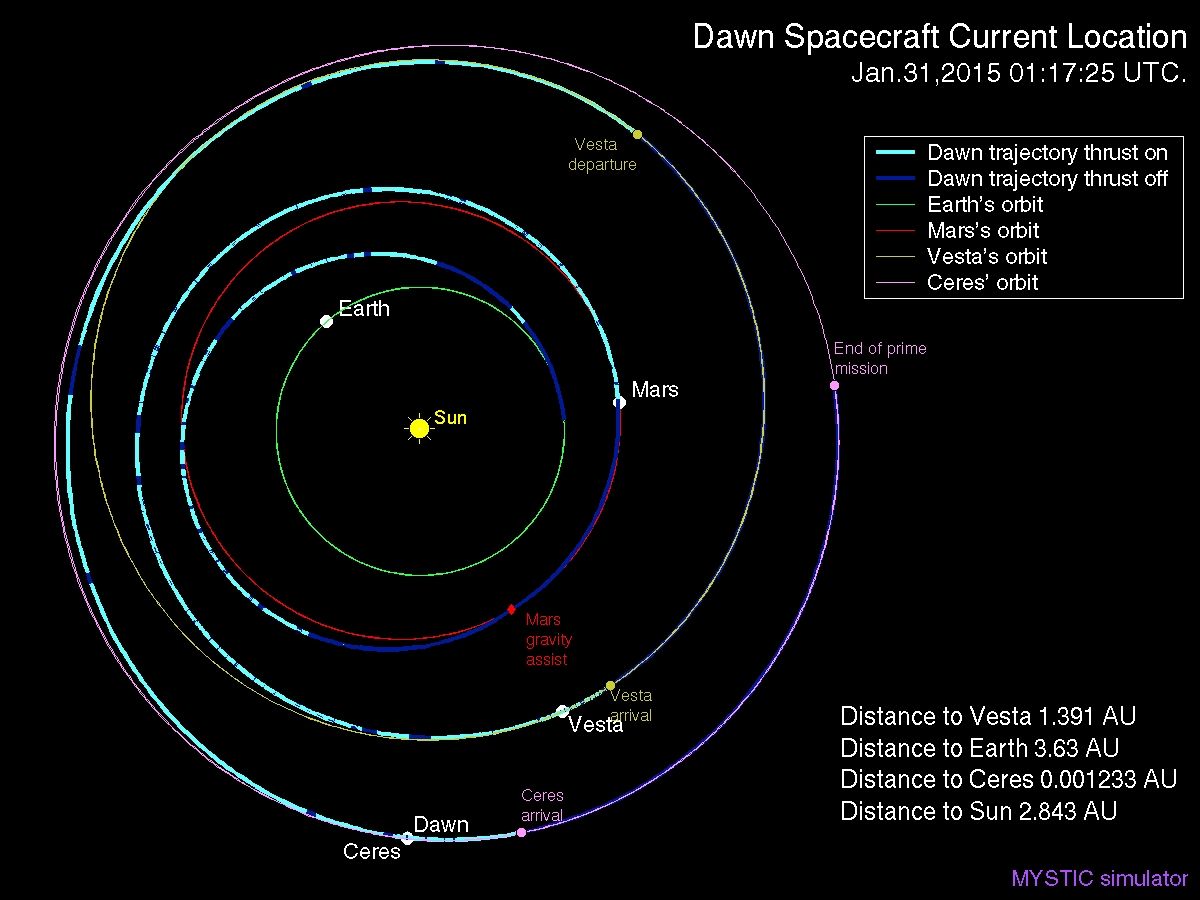 Dawn Spacecraft Current Location
Jan.31,2015 01:17:25 UTC.
Dawn trajectory thrust on
Dawn trajectory thrust off
Earth's orbit
Mars's orbit
Vesta's orbit
Ceres' orbit
Vesta
departure
Earth
End of prime
mission
Mars
Sun
Mars
gravity
assist
Vesta
arrival
Vesta
Distance to Vesta 1.391 AU
Distance to Earth 3.63 AU
Distance to Ceres 0.001233 AU
Distance to Sun 2.843 AU
Ceres
arrival
Dawn
Ceres
MYSTIC simulator